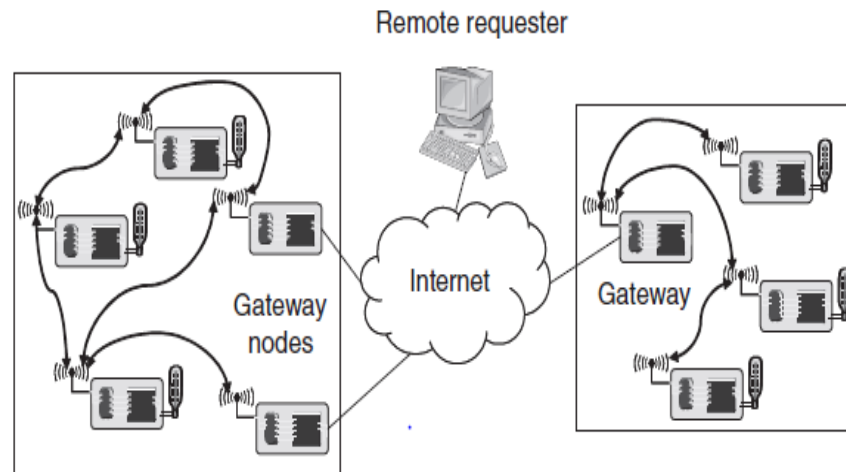 Remote requester
Internet
Gateway
nodes
Gateway